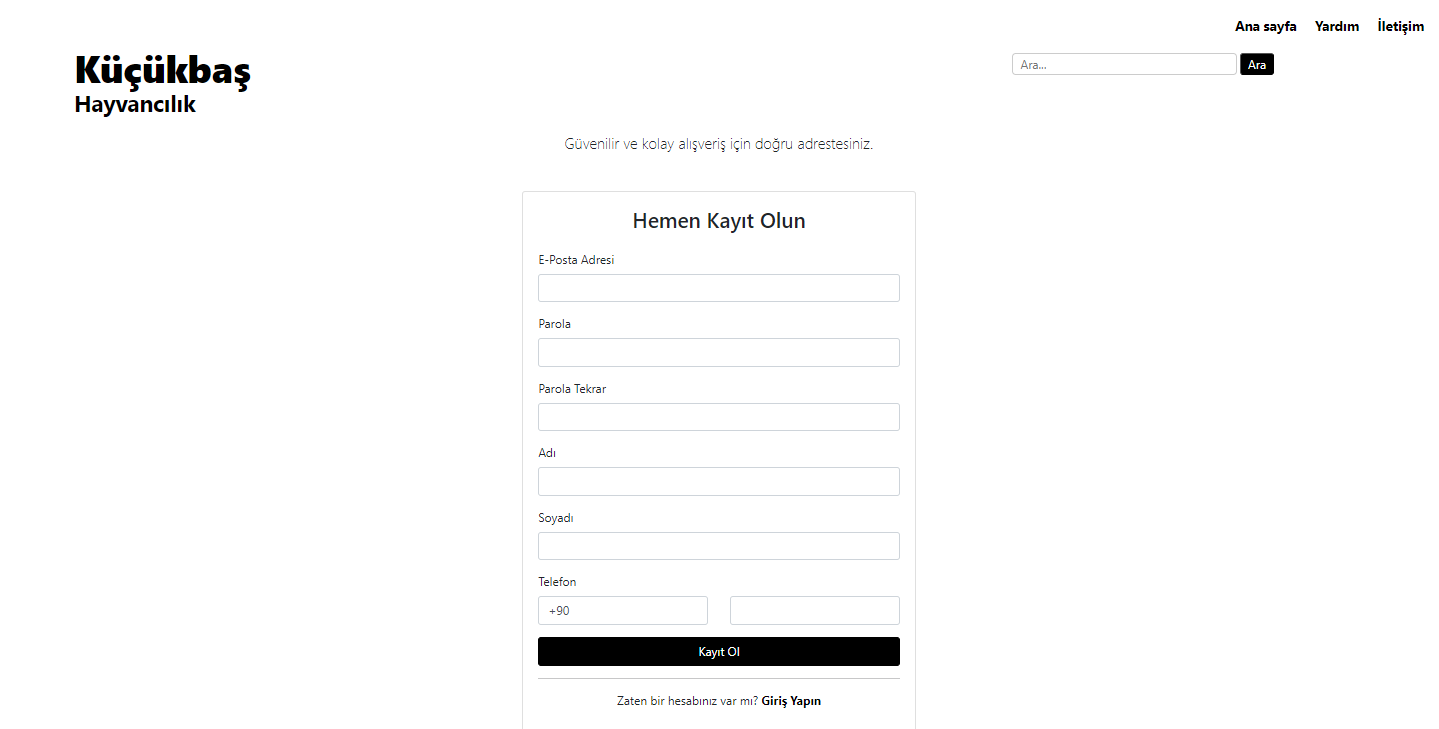 Ana sayfa Yardım İletişim
Küçükbaş
Hayvancılık
Ara...
Ara
Güvenilir ve kolay alışveriş için doğru adrestesiniz.
Hemen Kayıt Olun
E-Posta Adresi
Parola
Parola Tekrar
Adı
Soyadı
Telefon
+90
Kayıt Ol
Zaten bir hesabınız var mı? Giriş Yapın